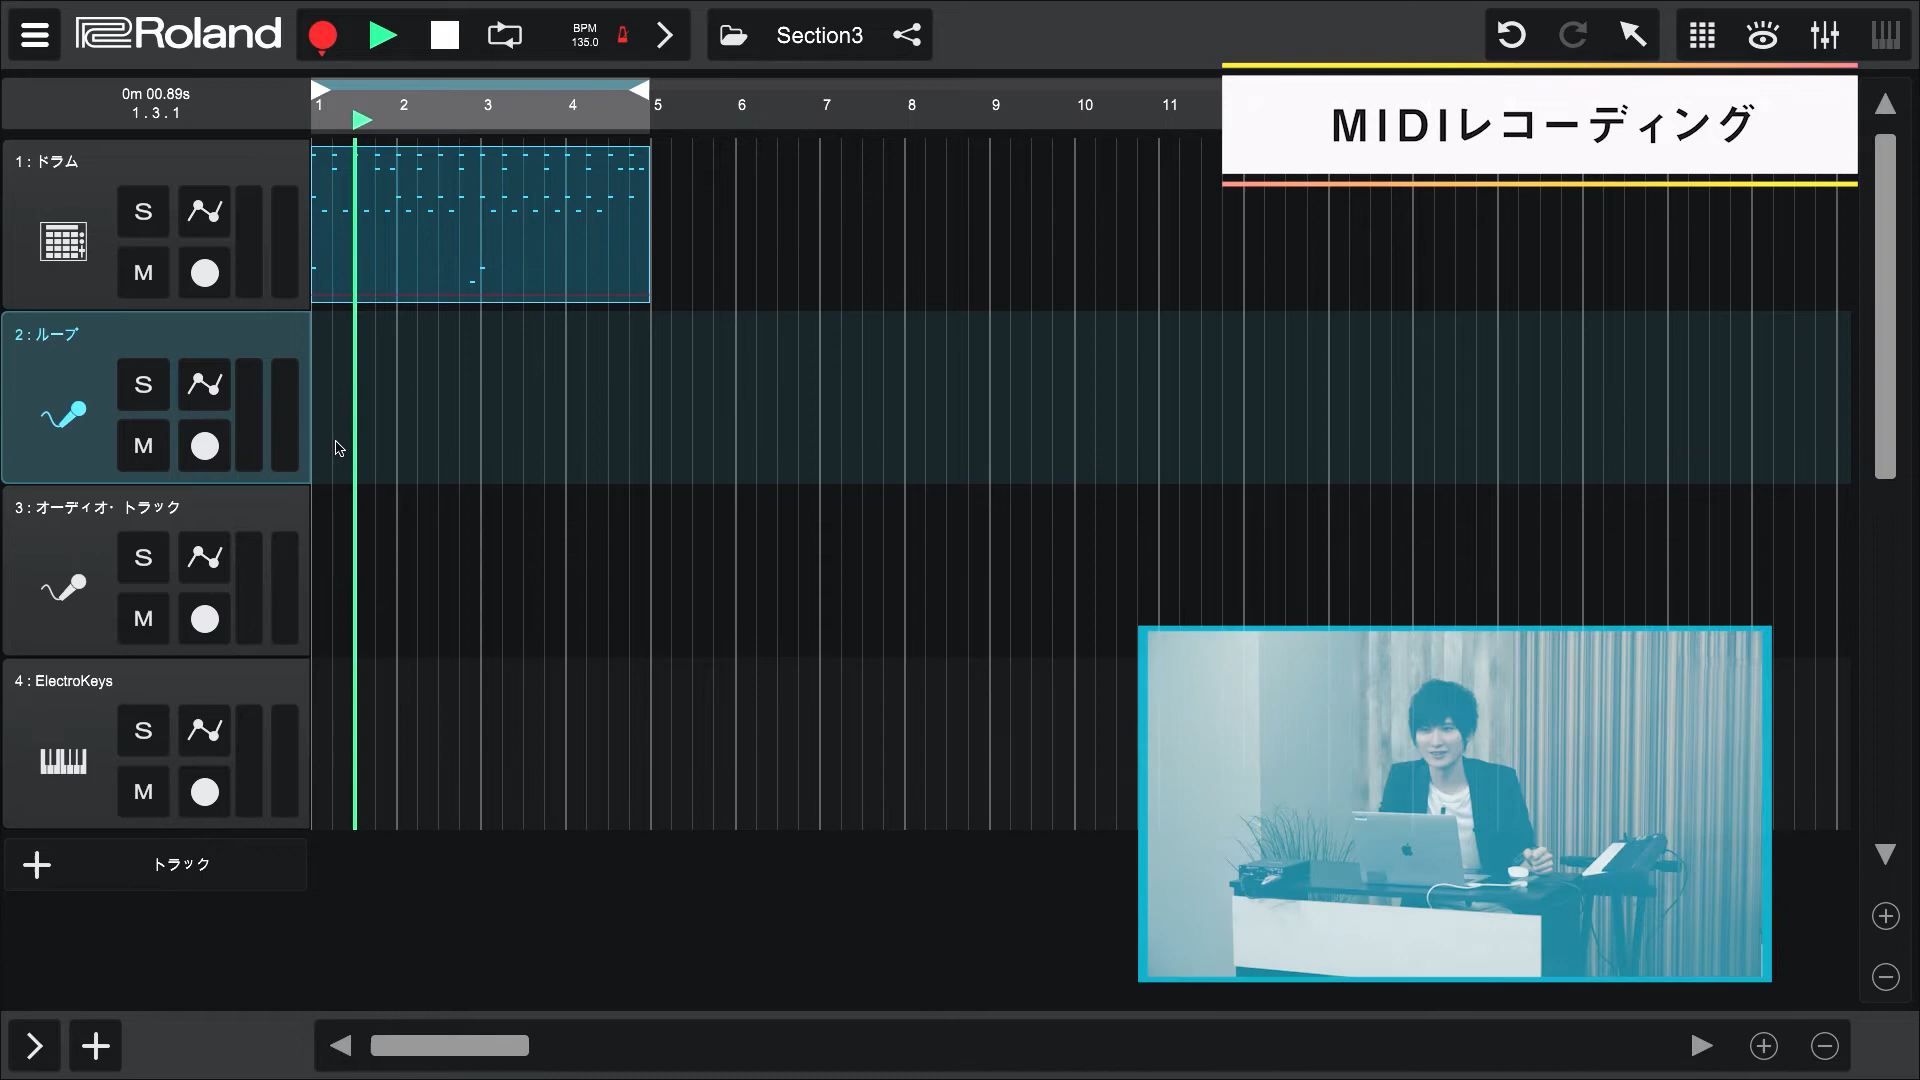 Roland
BPM
135.0
Section3
0m 00.89s
1 . 3 . 1
1 2 3 4 5 6 7 8 9 10 11
MIDIレコーディング
1 : ドラム
S
M
2 : ループ
S
M
3 : オーディオ・トラック
S
M
4 : ElectroKeys
S
M
トラック